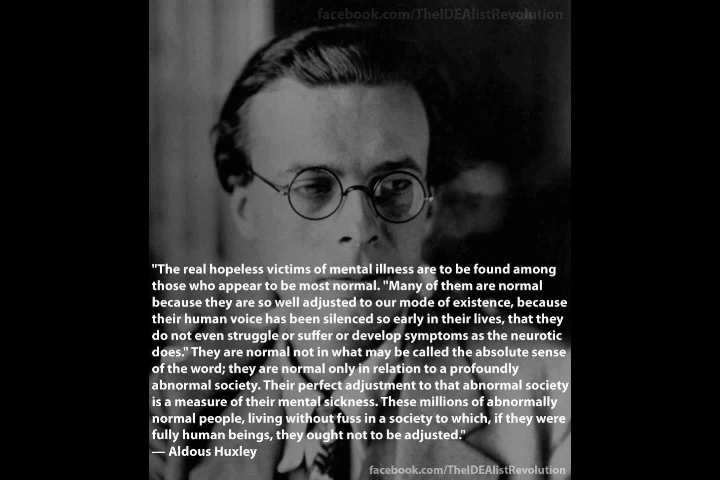 facebook.com/TheIDEAlistRevolution
"The real hopeless victims of mental illness are to be found among
those who appear to be most normal. "Many of them are normal
because they are so well adjusted to our mode of existence, because
their human voice has been silenced so early in their lives, that they
do not even struggle or suffer or develop symptoms as the neurotic
does." They are normal not in what may be called the absolute sense
of the word; they are normal only in relation to a profoundly
abnormal society. Their perfect adjustment to that abnormal society
is a measure of their mental sickness. These millions of abnormally
normal people, living without fuss in a society to which, if they were
fully human beings, they ought not to be adjusted."
— Aldous Huxley
facebook.com/TheIDEAlistRevolution